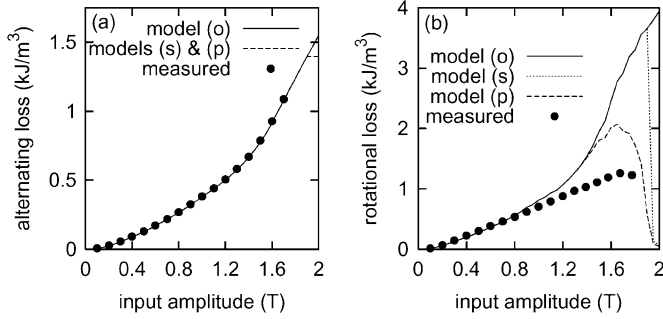 (a)
model (o)
models (s) & (p)
measured
alternating loss (kJ/m³)
1.5
1
0.5
0
0 0.4 0.8 1.2 1.6 2
input amplitude (T)
(b)
model (o)
model (s)
model (p)
measured
rotational loss (kJ/m³)
4
3
2
1
0
0 0.4 0.8 1.2 1.6 2
input amplitude (T)